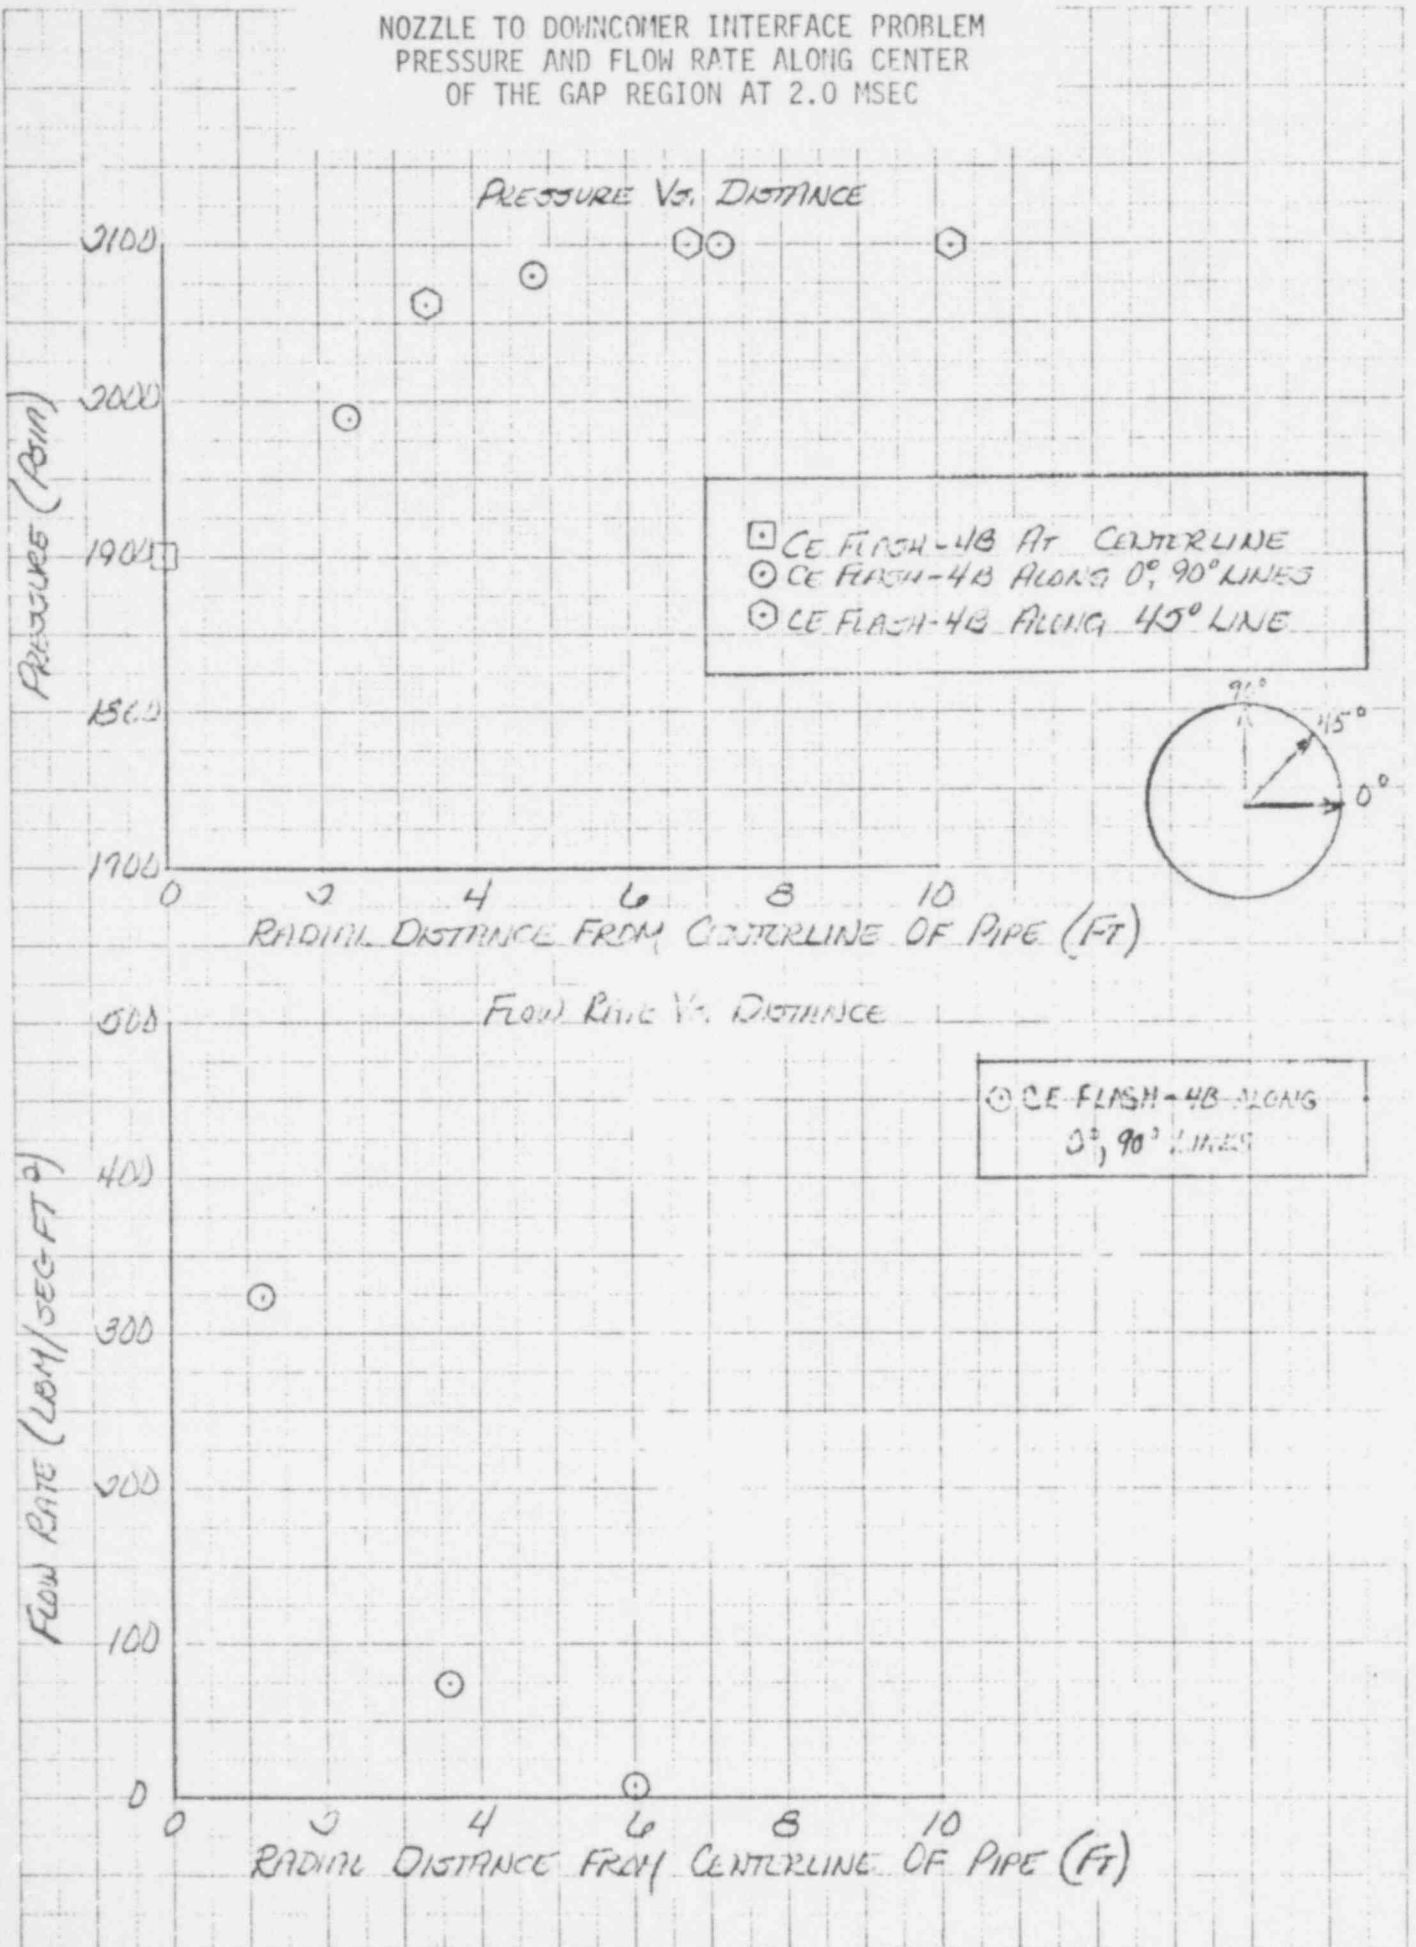 NOZZLE TO DOWNCOMER INTERFACE PROBLEM
PRESSURE AND FLOW RATE ALONG CENTER
OF THE GAP REGION AT 2.0 MSEC
PRESSURE VS. DISTANCE
2100
2000
1900
1800
1700
PRESSURE (PSIA)
⊡ CE FLASH-4B AT CENTERLINE
⊙ CE FLASH-4B ALONG 0°, 90° LINES
⌬ CE FLASH-4B ALONG 45° LINE
90°
45°
0°
0 2 4 6 8 10
RADIAL DISTANCE FROM CENTERLINE OF PIPE (FT)
FLOW RATE VS. DISTANCE
500
400
300
200
100
0
FLOW RATE (LBM/SEC-FT²)
⊙ CE FLASH-4B ALONG
0°, 90° LINES
0 2 4 6 8 10
RADIAL DISTANCE FROM CENTERLINE OF PIPE (FT)